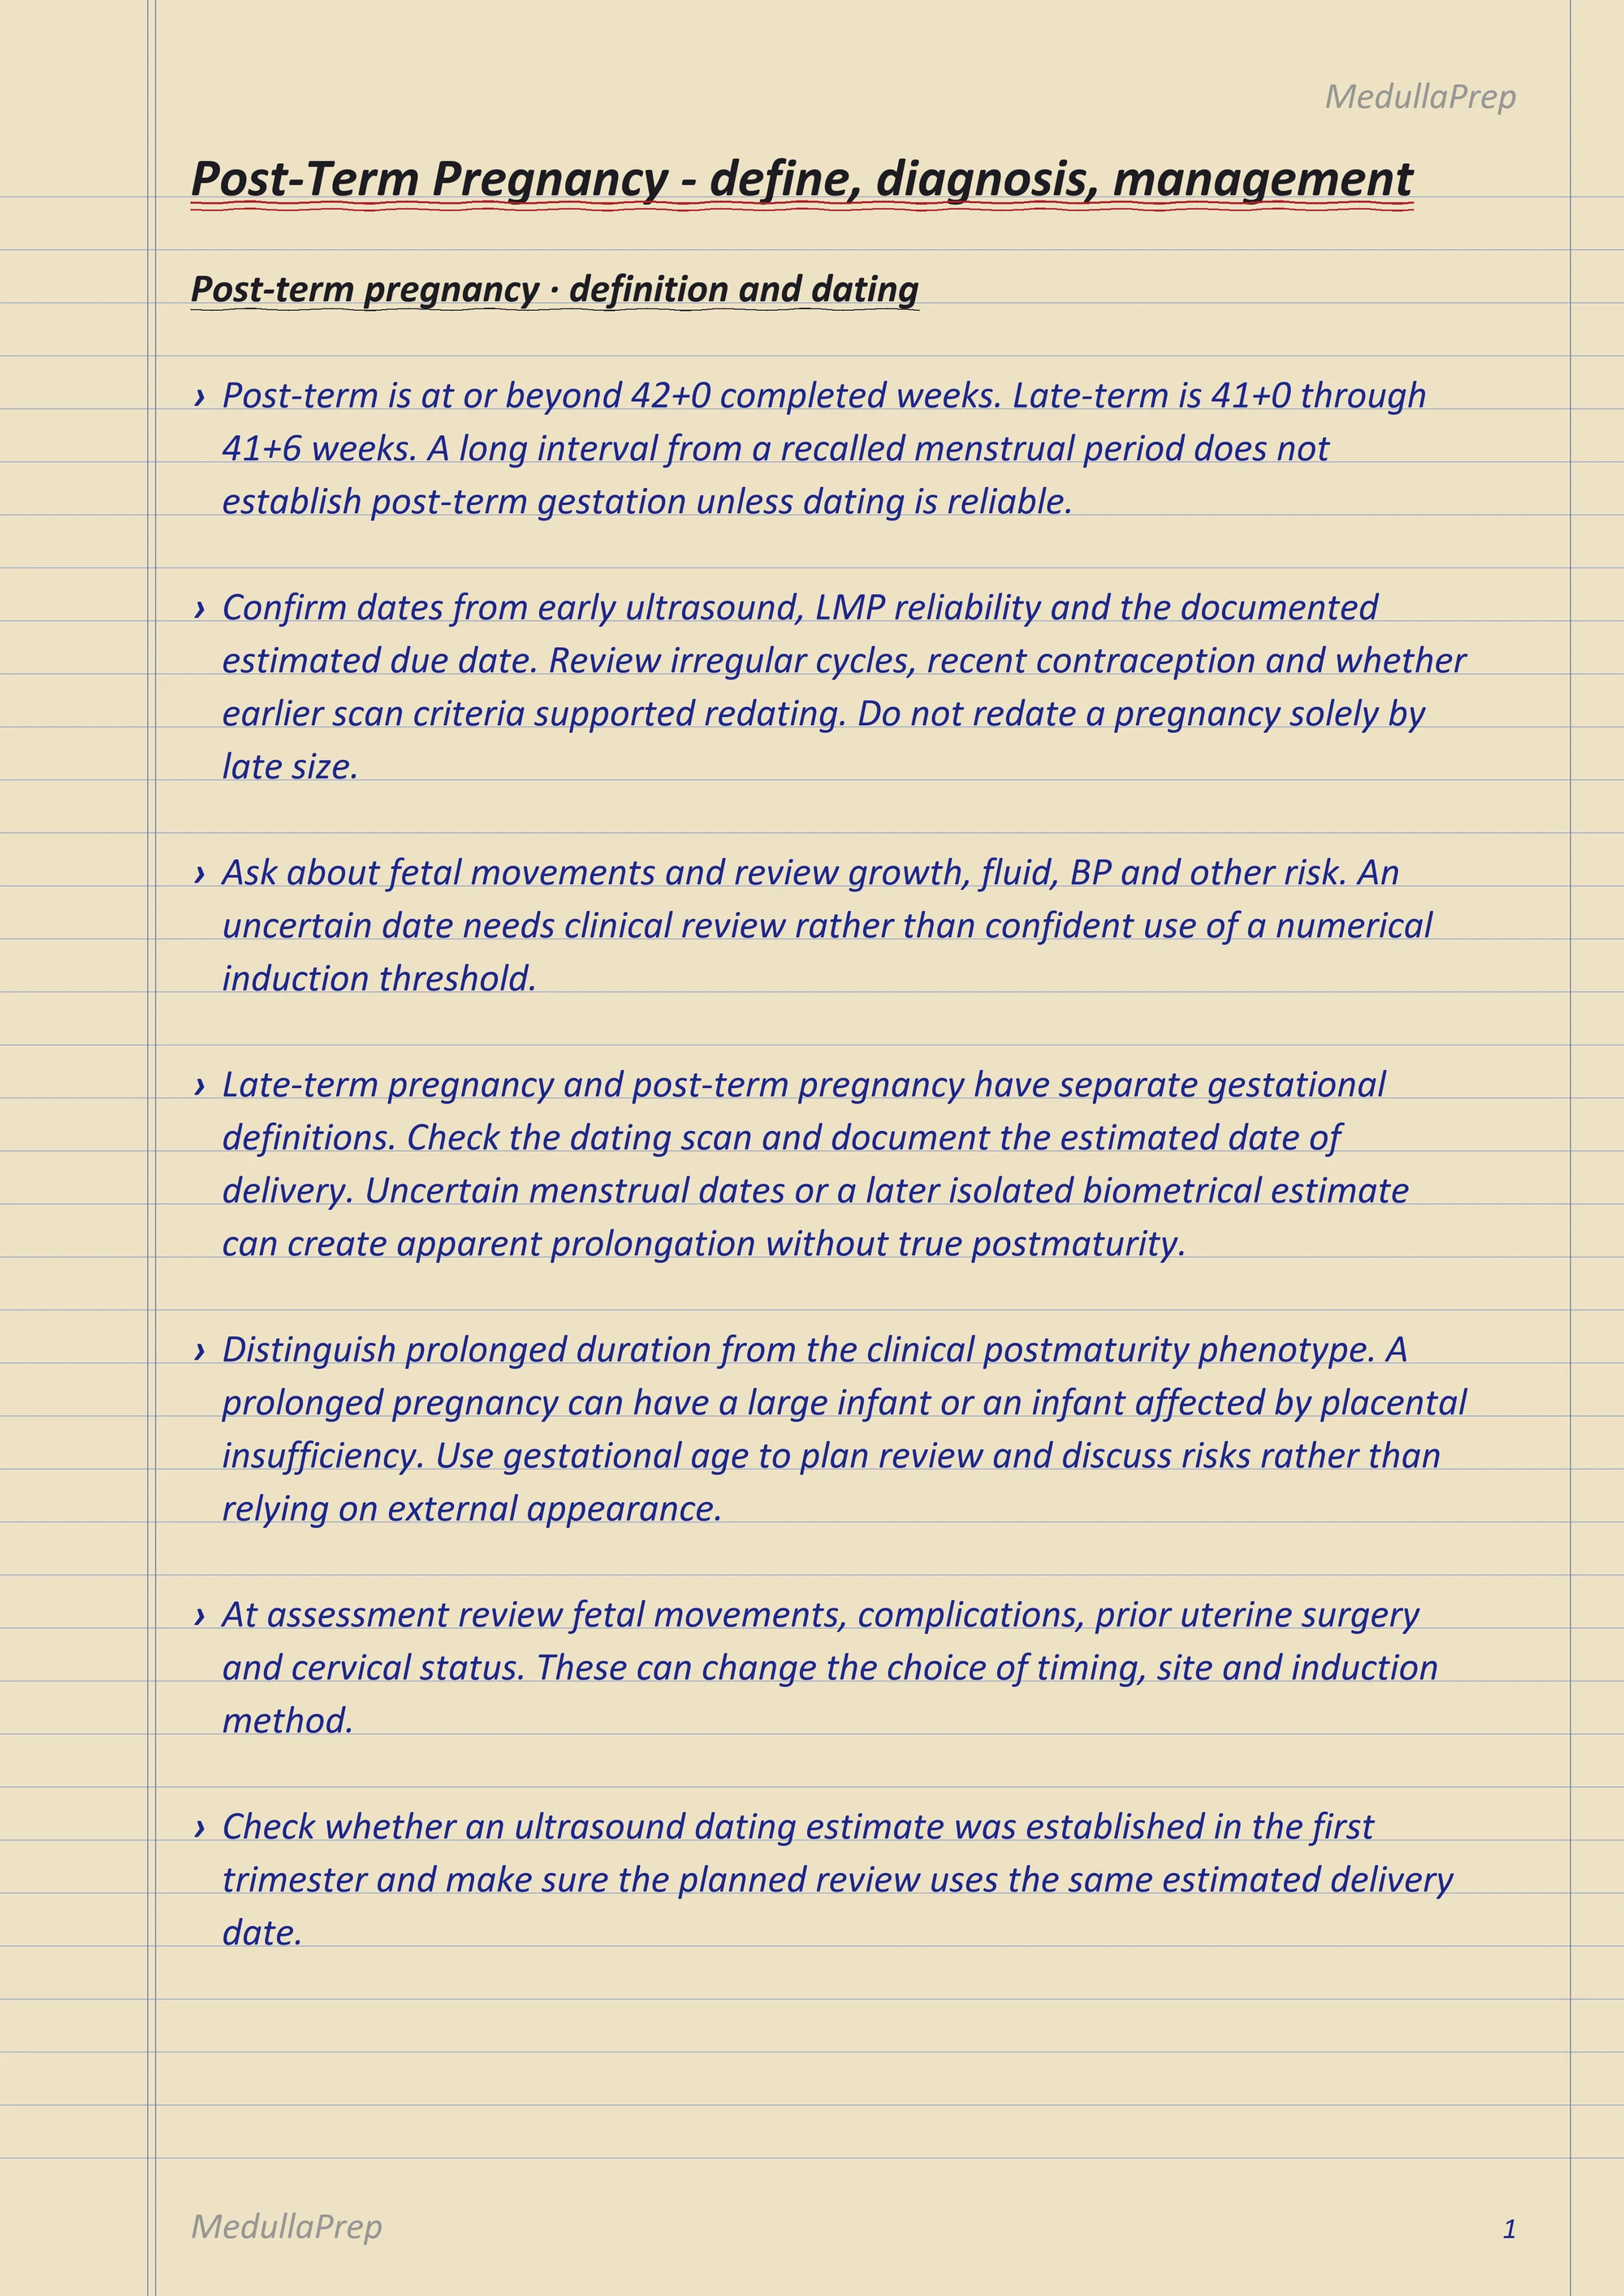 MedullaPrep
Post-Term Pregnancy - define, diagnosis, management
Post-term pregnancy · definition and dating
› Post-term is at or beyond 42+0 completed weeks. Late-term is 41+0 through
41+6 weeks. A long interval from a recalled menstrual period does not
establish post-term gestation unless dating is reliable.
› Confirm dates from early ultrasound, LMP reliability and the documented
estimated due date. Review irregular cycles, recent contraception and whether
earlier scan criteria supported redating. Do not redate a pregnancy solely by
late size.
› Ask about fetal movements and review growth, fluid, BP and other risk. An
uncertain date needs clinical review rather than confident use of a numerical
induction threshold.
› Late-term pregnancy and post-term pregnancy have separate gestational
definitions. Check the dating scan and document the estimated date of
delivery. Uncertain menstrual dates or a later isolated biometrical estimate
can create apparent prolongation without true postmaturity.
› Distinguish prolonged duration from the clinical postmaturity phenotype. A
prolonged pregnancy can have a large infant or an infant affected by placental
insufficiency. Use gestational age to plan review and discuss risks rather than
relying on external appearance.
› At assessment review fetal movements, complications, prior uterine surgery
and cervical status. These can change the choice of timing, site and induction
method.
› Check whether an ultrasound dating estimate was established in the first
trimester and make sure the planned review uses the same estimated delivery
date.
MedullaPrep
1